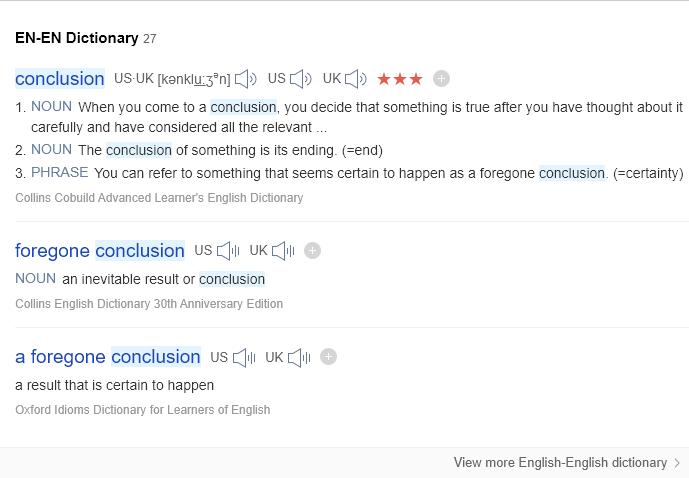 EN-EN Dictionary 27
conclusion US·UK [kənkluːʒᵊn] US UK ★★★
1. NOUN When you come to a conclusion, you decide that something is true after you have thought about it
carefully and have considered all the relevant ...
2. NOUN The conclusion of something is its ending. (=end)
3. PHRASE You can refer to something that seems certain to happen as a foregone conclusion. (=certainty)
Collins Cobuild Advanced Learner's English Dictionary
foregone conclusion US UK
NOUN an inevitable result or conclusion
Collins English Dictionary 30th Anniversary Edition
a foregone conclusion US UK
a result that is certain to happen
Oxford Idioms Dictionary for Learners of English
View more English-English dictionary >